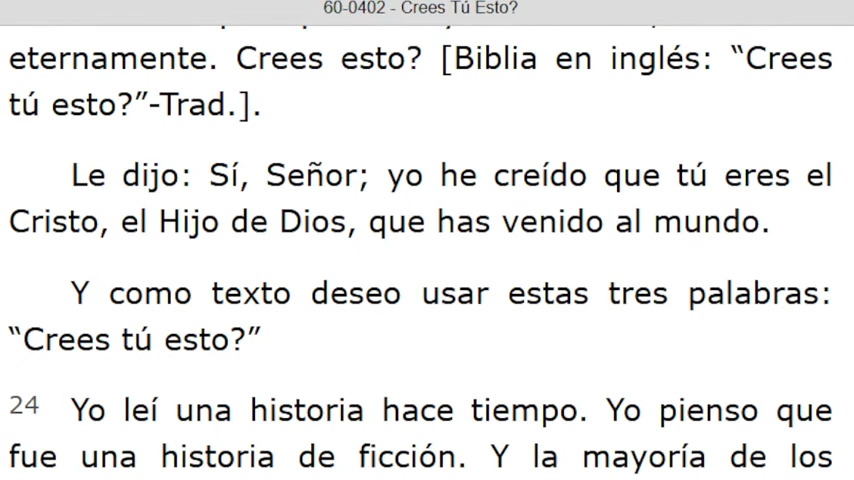 60-0402 - Crees Tú Esto?
eternamente. Crees esto? [Biblia en inglés: “Crees
tú esto?”-Trad.].
Le dijo: Sí, Señor; yo he creído que tú eres el
Cristo, el Hijo de Dios, que has venido al mundo.
Y como texto deseo usar estas tres palabras:
“Crees tú esto?”
24 Yo leí una historia hace tiempo. Yo pienso que
fue una historia de ficción. Y la mayoría de los